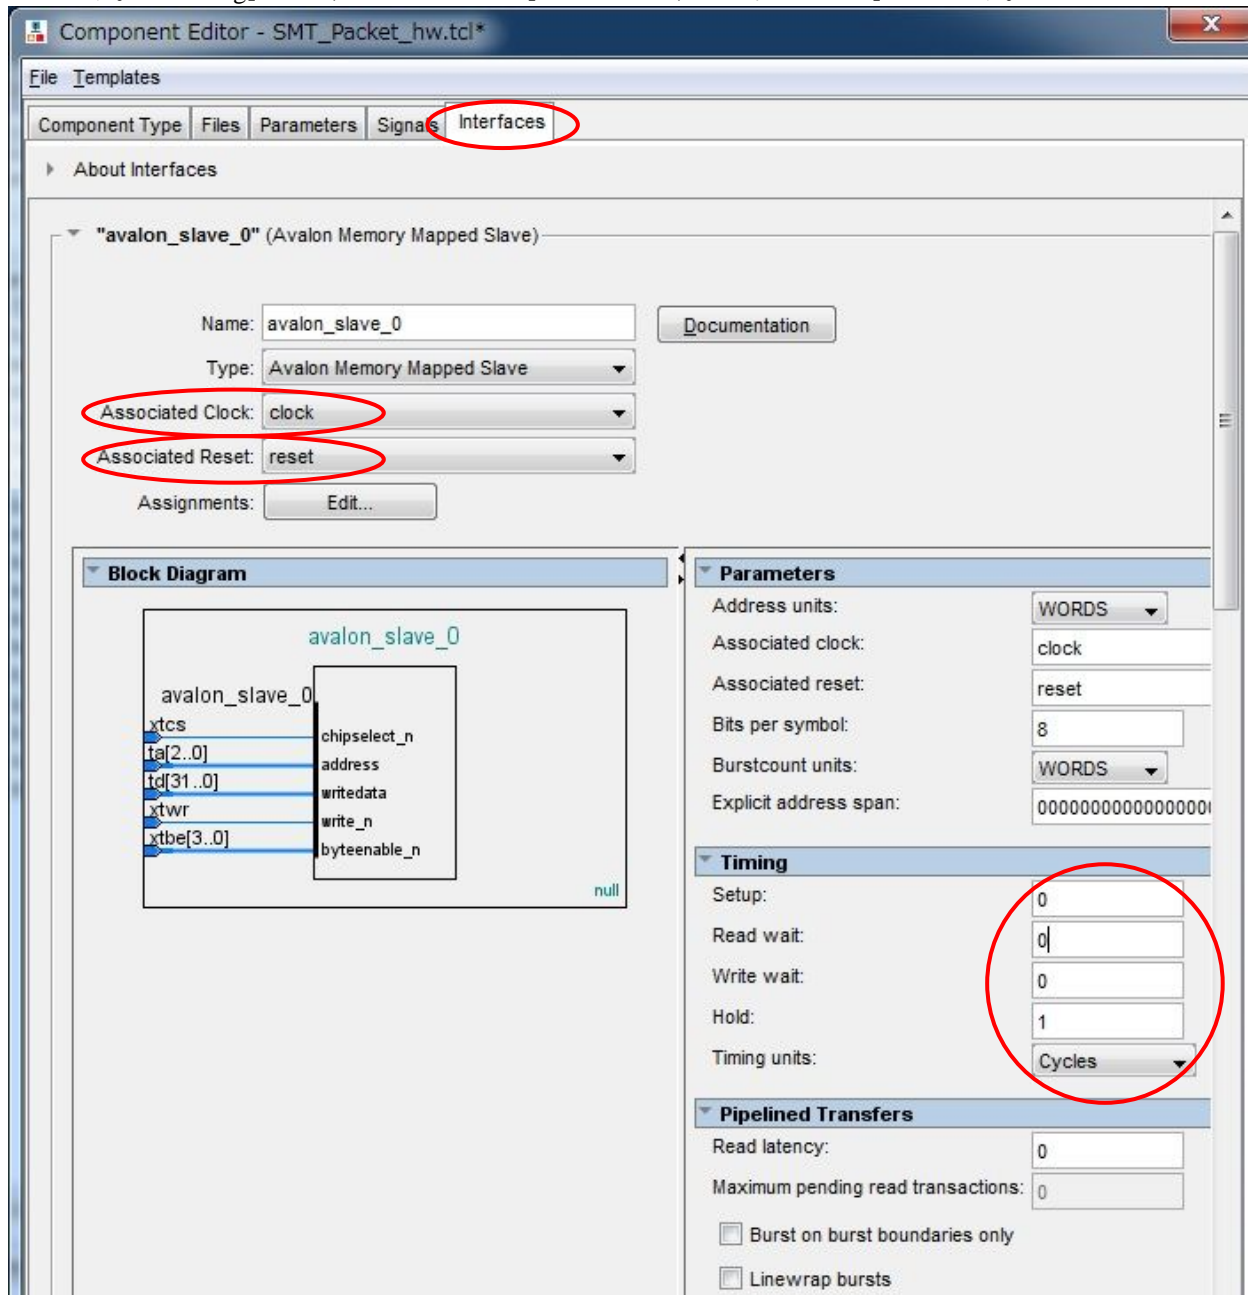 Component Editor - SMT_Packet_hw.tcl*
File Templates
Component Type Files Parameters Signals Interfaces
About Interfaces
"avalon_slave_0" (Avalon Memory Mapped Slave)
Name: avalon_slave_0 Documentation
Type: Avalon Memory Mapped Slave
Associated Clock: clock
Associated Reset: reset
Assignments: Edit...
Block Diagram
avalon_slave_0
avalon_slave_0
xtcs chipselect_n
ta[2..0] address
td[31..0] writedata
xtwr write_n
xtbe[3..0] byteenable_n
null
Parameters
Address units: WORDS
Associated clock: clock
Associated reset: reset
Bits per symbol: 8
Burstcount units: WORDS
Explicit address span: 00000000000000000
Timing
Setup: 0
Read wait: 0
Write wait: 0
Hold: 1
Timing units: Cycles
Pipelined Transfers
Read latency: 0
Maximum pending read transactions: 0
Burst on burst boundaries only
Linewrap bursts